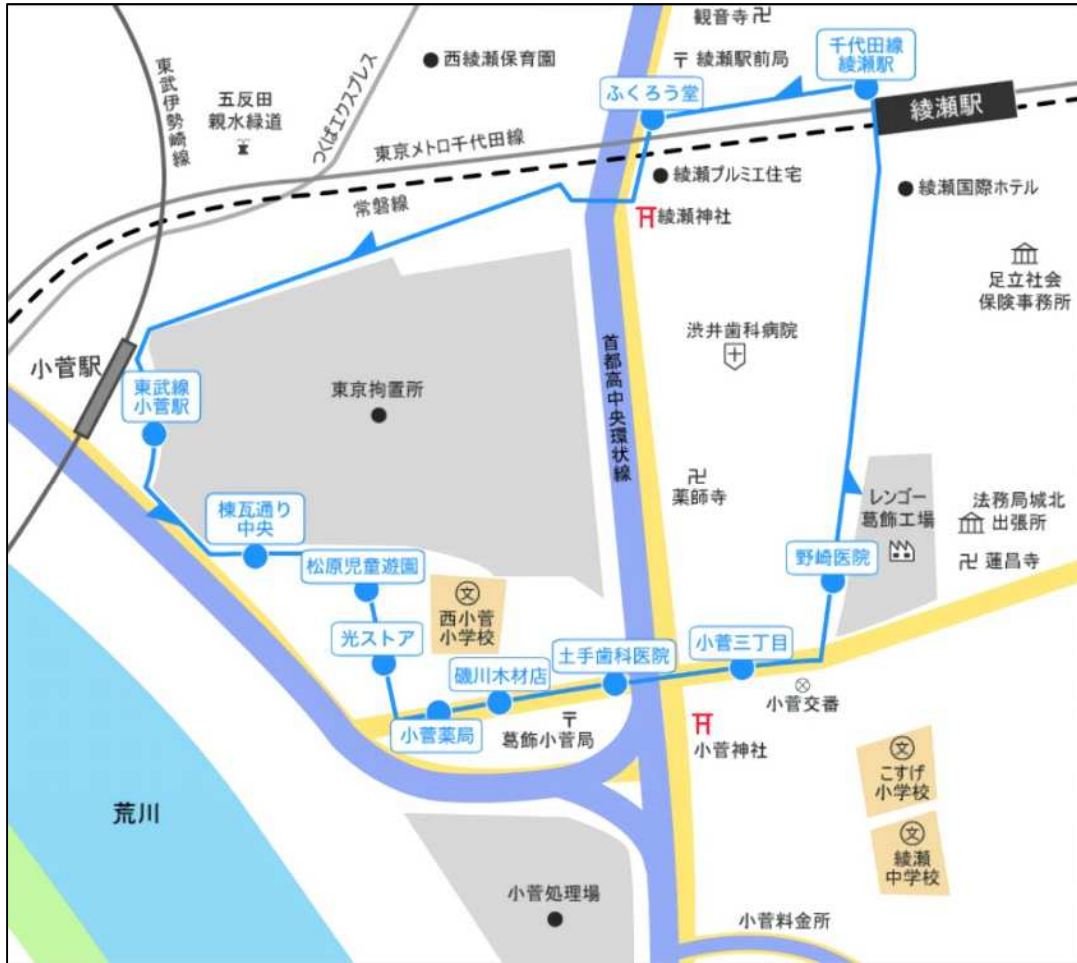 観音寺
西綾瀬保育園
綾瀬駅前局
千代田線
綾瀬駅
ふくろう堂
綾瀬駅
東武伊勢崎線
五反田
親水緑道
つくばエクスプレス
東京メトロ千代田線
常磐線
綾瀬プルミエ住宅
綾瀬国際ホテル
綾瀬神社
足立社会
保険事務所
首都高中央環状線
渋井歯科病院
小菅駅
東武線
小菅駅
東京拘置所
薬師寺
レンゴー
葛飾工場
法務局城北
出張所
蓮昌寺
棟瓦通り
中央
松原児童遊園
文
西小菅
小学校
野崎医院
光ストア
土手歯科医院
小菅三丁目
磯川木材店
小菅交番
小菅薬局
葛飾小菅局
小菅神社
文
こすげ
小学校
荒川
文
綾瀬
中学校
小菅処理場
小菅料金所